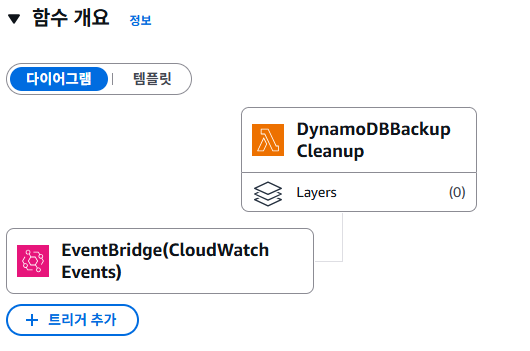 함수 개요 정보
다이어그램 템플릿
DynamoDBBackup
Cleanup
Layers (0)
EventBridge(CloudWatch
Events)
+ 트리거 추가